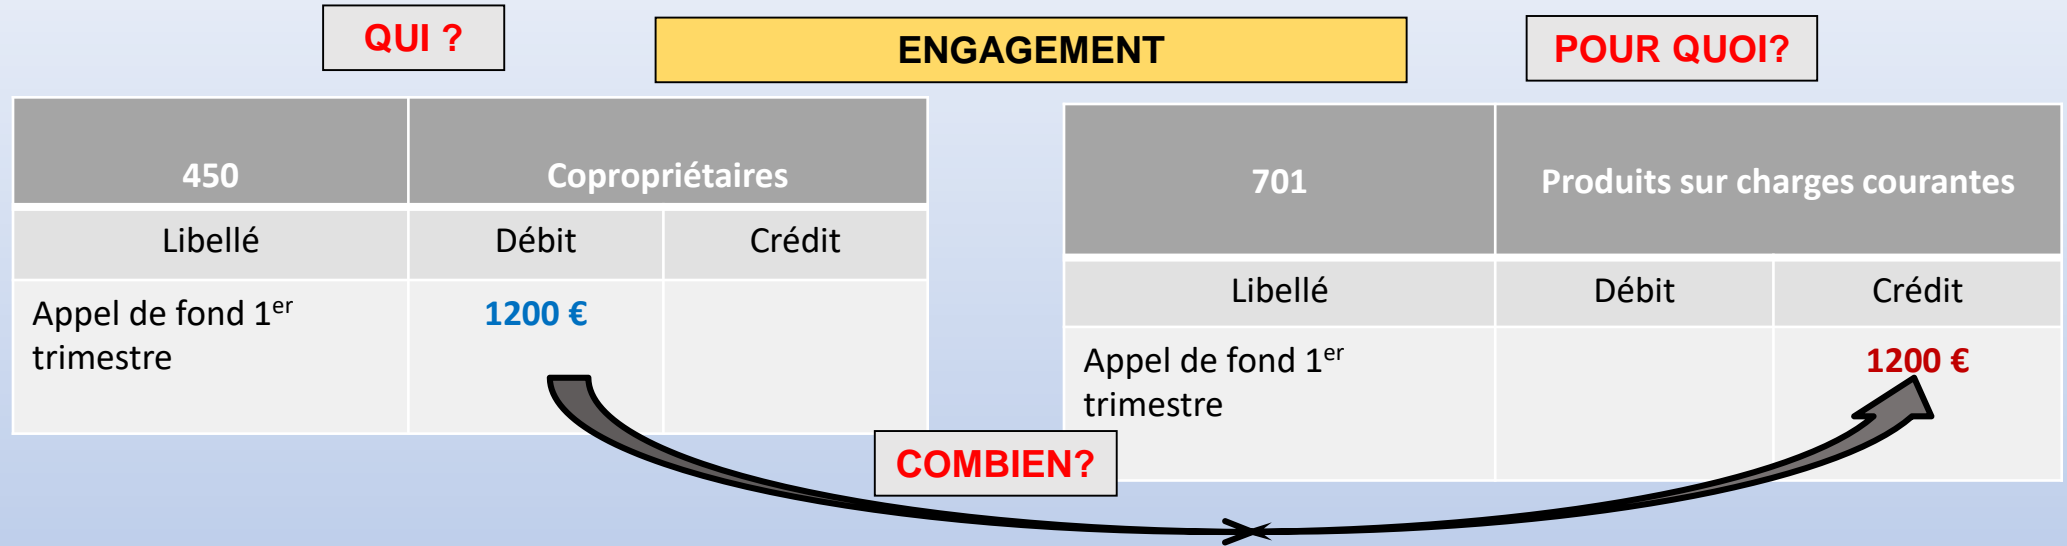 QUI ?
ENGAGEMENT
POUR QUOI?
450
Copropriétaires
Libellé
Débit
Crédit
Appel de fond 1er
trimestre
1200 €
701
Produits sur charges courantes
Libellé
Débit
Crédit
Appel de fond 1er
trimestre
1200 €
COMBIEN?